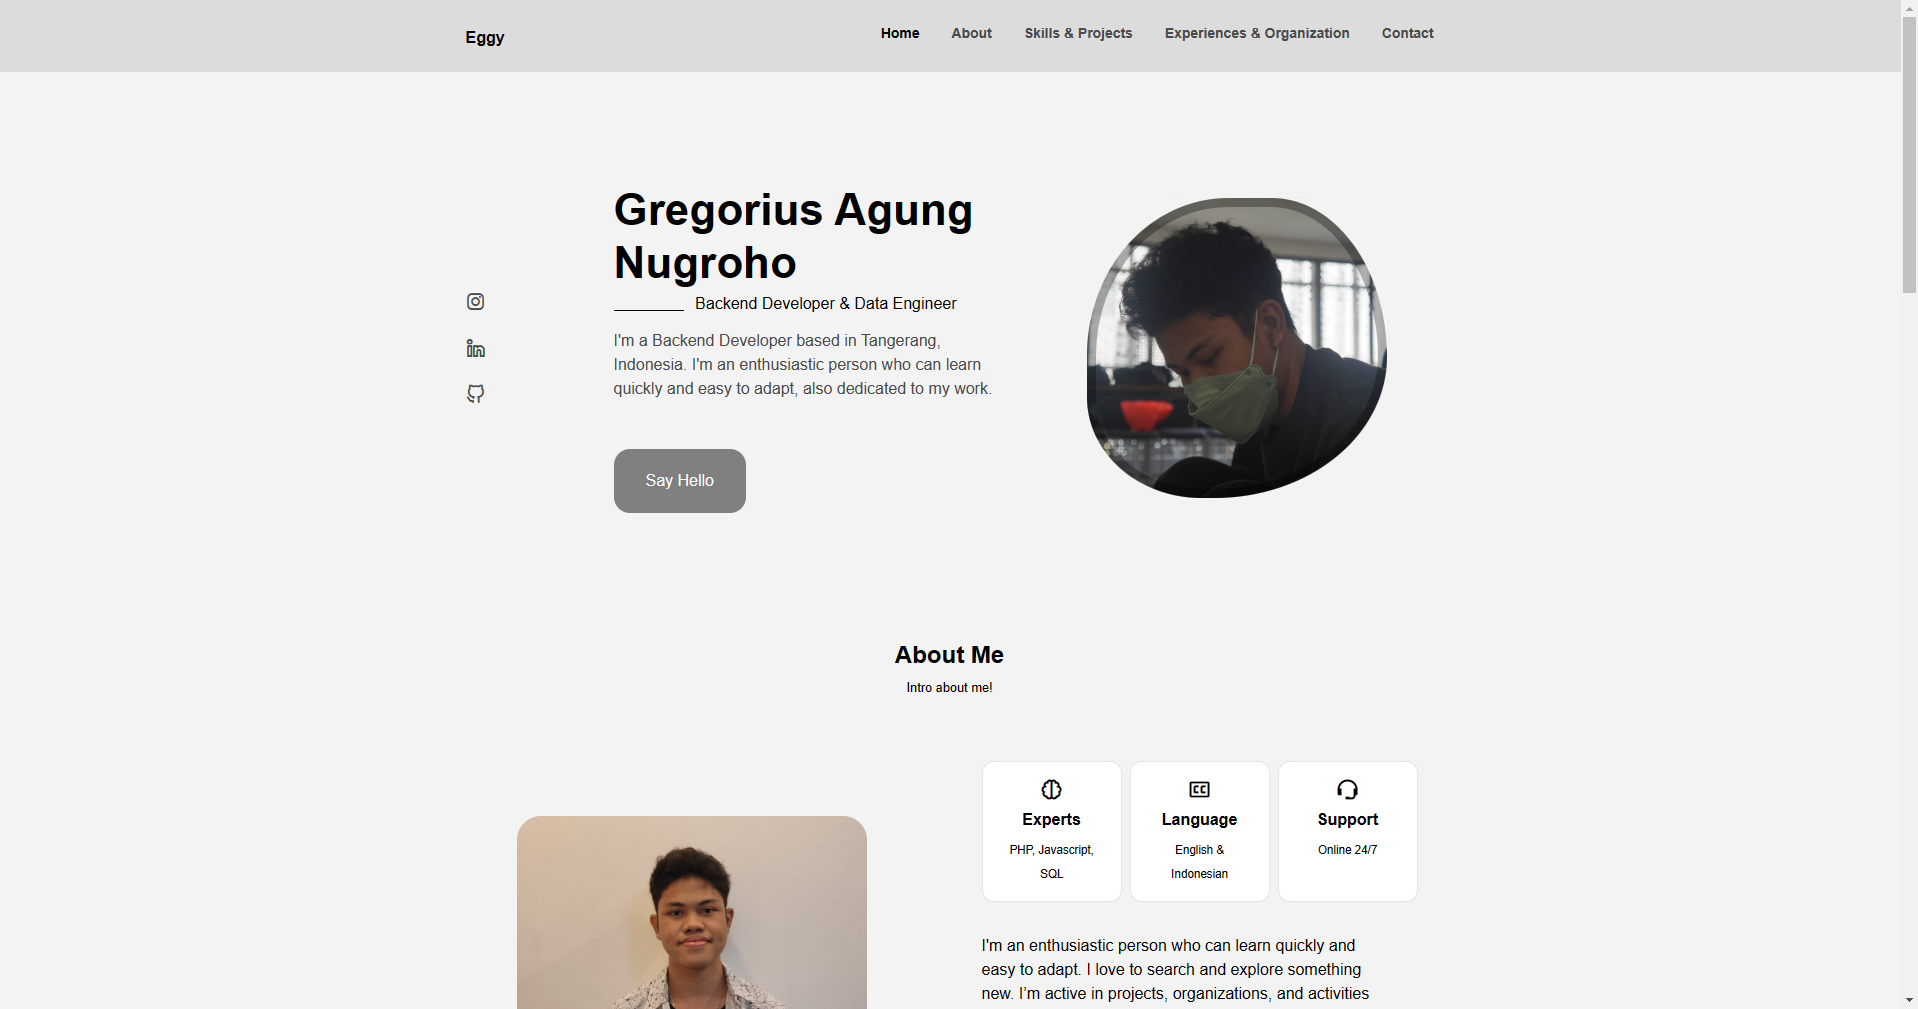 Eggy
Home About Skills & Projects Experiences & Organization Contact
Gregorius Agung
Nugroho
Backend Developer & Data Engineer
I'm a Backend Developer based in Tangerang,
Indonesia. I'm an enthusiastic person who can learn
quickly and easy to adapt, also dedicated to my work.
Say Hello
About Me
Intro about me!
Experts
PHP, Javascript,
SQL
Language
English &
Indonesian
Support
Online 24/7
I'm an enthusiastic person who can learn quickly and
easy to adapt. I love to search and explore something
new. I’m active in projects, organizations, and activities